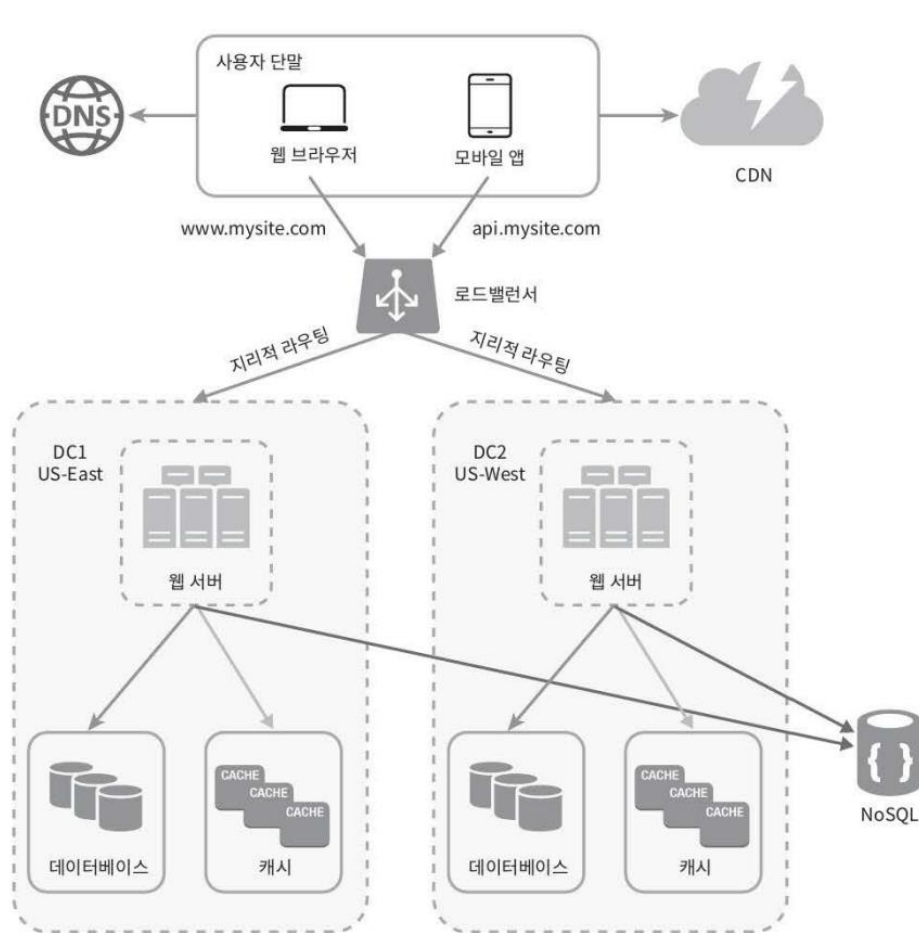 사용자 단말
DNS
웹 브라우저
모바일 앱
CDN
www.mysite.com
api.mysite.com
로드밸런서
지리적 라우팅
지리적 라우팅
DC1
US-East
웹 서버
DC2
US-West
웹 서버
데이터베이스
CACHE
CACHE
CACHE
캐시
데이터베이스
CACHE
CACHE
CACHE
캐시
{ }
NoSQL